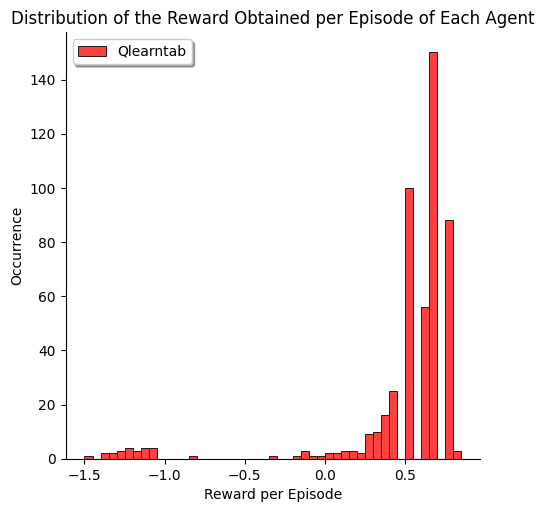 Distribution of the Reward Obtained per Episode of Each Agent
Qlearntab
Occurrence
140
120
100
80
60
40
20
0
−1.5 −1.0 −0.5 0.0 0.5
Reward per Episode